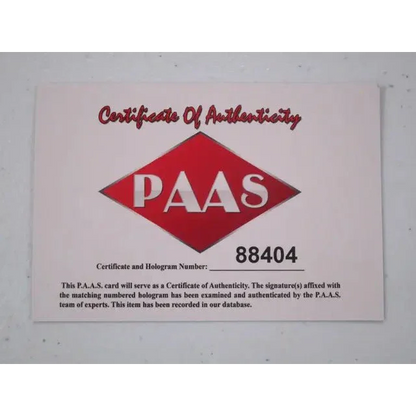 Certificate Of Authenticity
PAAS
Certificate and Hologram Number: 88404
This P.A.A.S. card will serve as a Certificate of Authenticity. The signature(s) affixed with
the matching numbered hologram has been examined and authenticated by the P.A.A.S.
team of experts. This item has been recorded in our database.